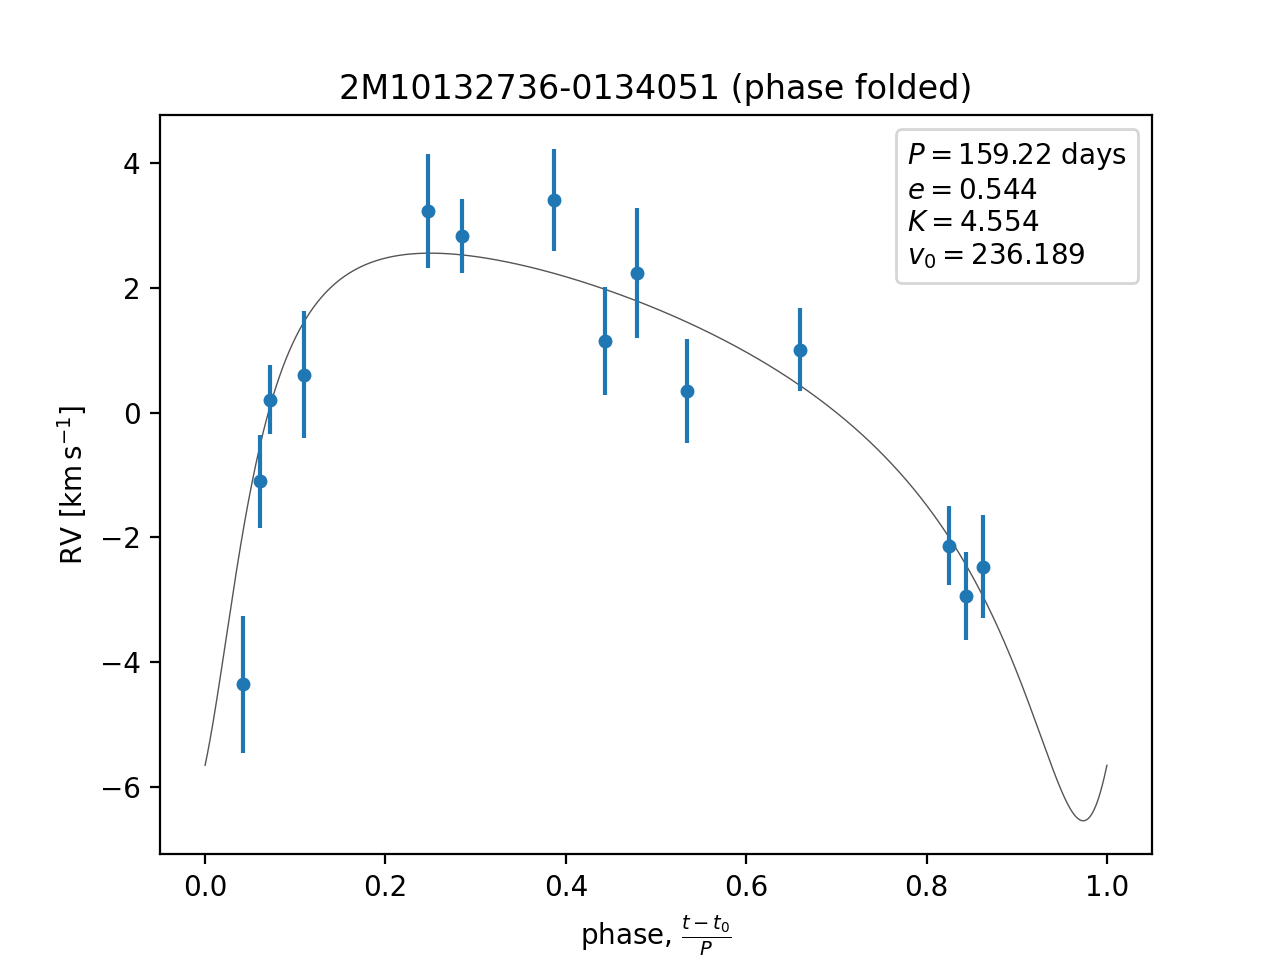 2M10132736-0134051 (phase folded)
P = 159.22 days
e = 0.544
K = 4.554
v₀ = 236.189
RV [km s⁻¹]
4
2
0
−2
−4
−6
0.0 0.2 0.4 0.6 0.8 1.0
phase, (t − t₀)/P